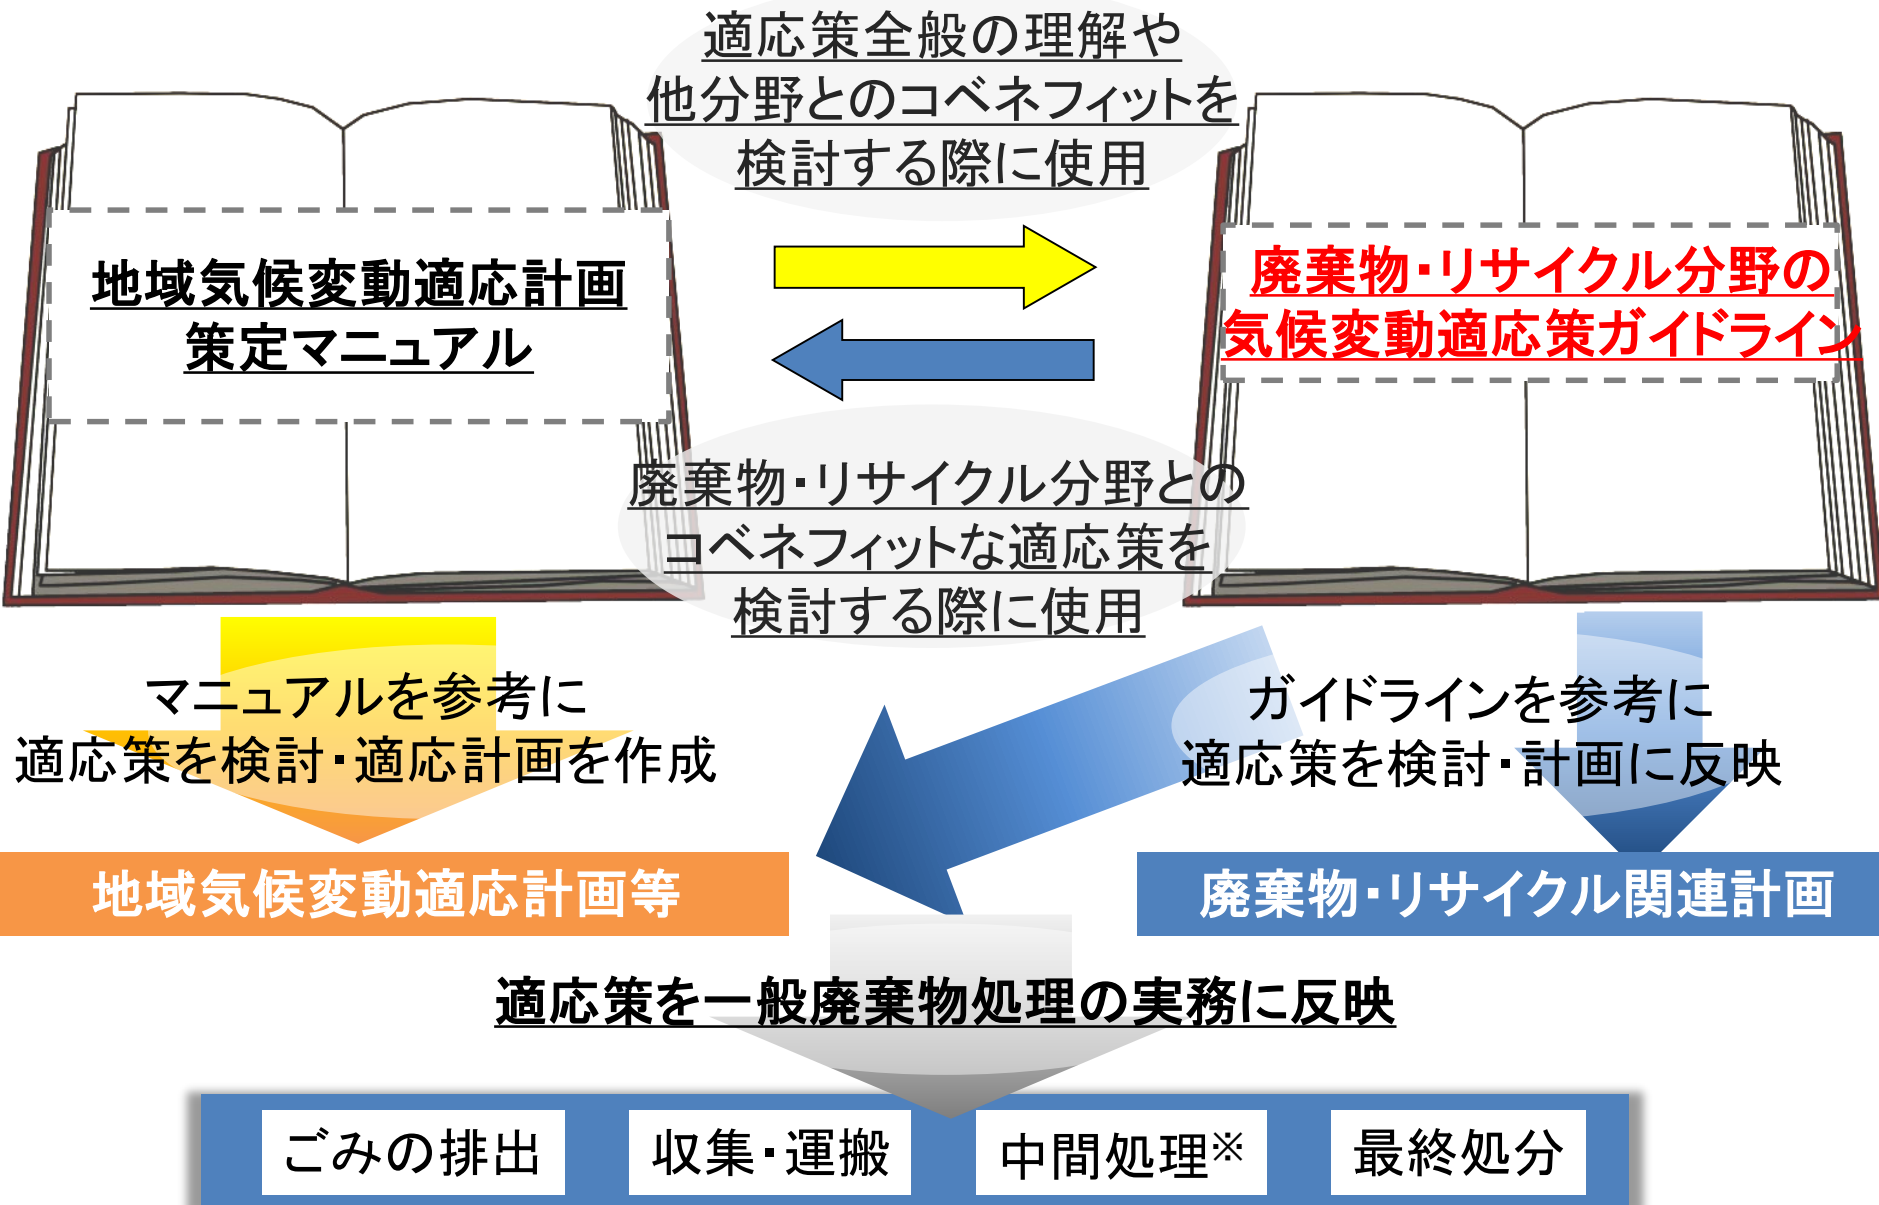 適応策全般の理解や
他分野とのコベネフィットを
検討する際に使用
地域気候変動適応計画
策定マニュアル
廃棄物・リサイクル分野の
気候変動適応策ガイドライン
廃棄物・リサイクル分野との
コベネフィットな適応策を
検討する際に使用
マニュアルを参考に
適応策を検討・適応計画を作成
ガイドラインを参考に
適応策を検討・計画に反映
地域気候変動適応計画等
廃棄物・リサイクル関連計画
適応策を一般廃棄物処理の実務に反映
ごみの排出
収集・運搬
中間処理※
最終処分